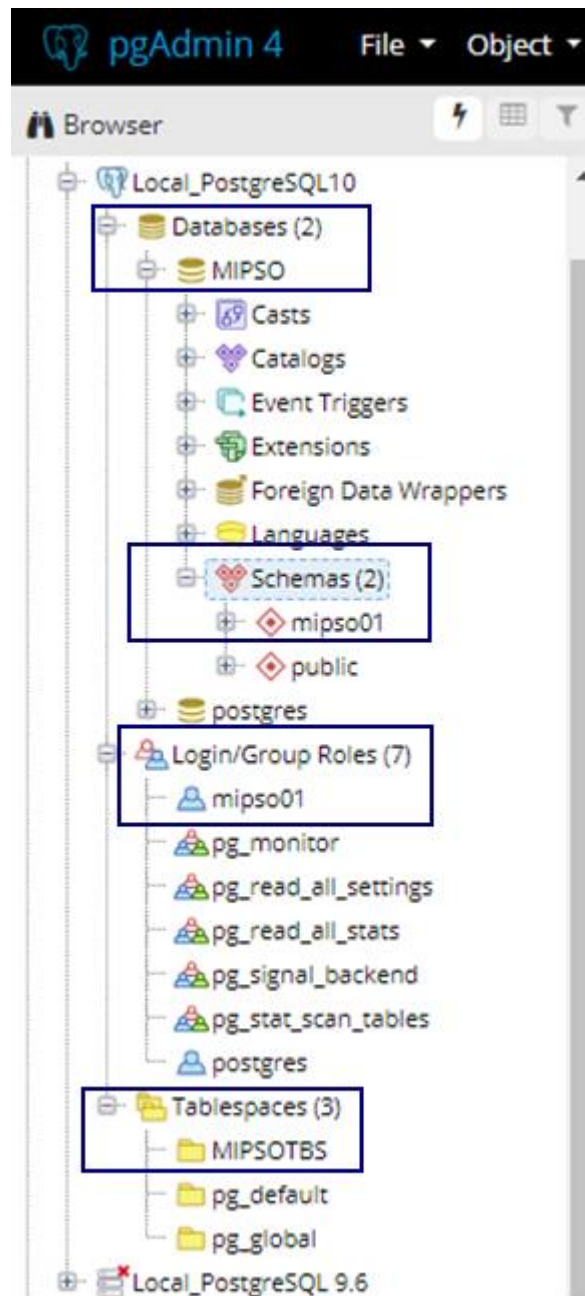 pgAdmin 4 File Object
Browser
Local_PostgreSQL10
Databases (2)
MIPSO
Casts
Catalogs
Event Triggers
Extensions
Foreign Data Wrappers
Languages
Schemas (2)
mipso01
public
postgres
Login/Group Roles (7)
mipso01
pg_monitor
pg_read_all_settings
pg_read_all_stats
pg_signal_backend
pg_stat_scan_tables
postgres
Tablespaces (3)
MIPSOTBS
pg_default
pg_global
Local_PostgreSQL 9.6